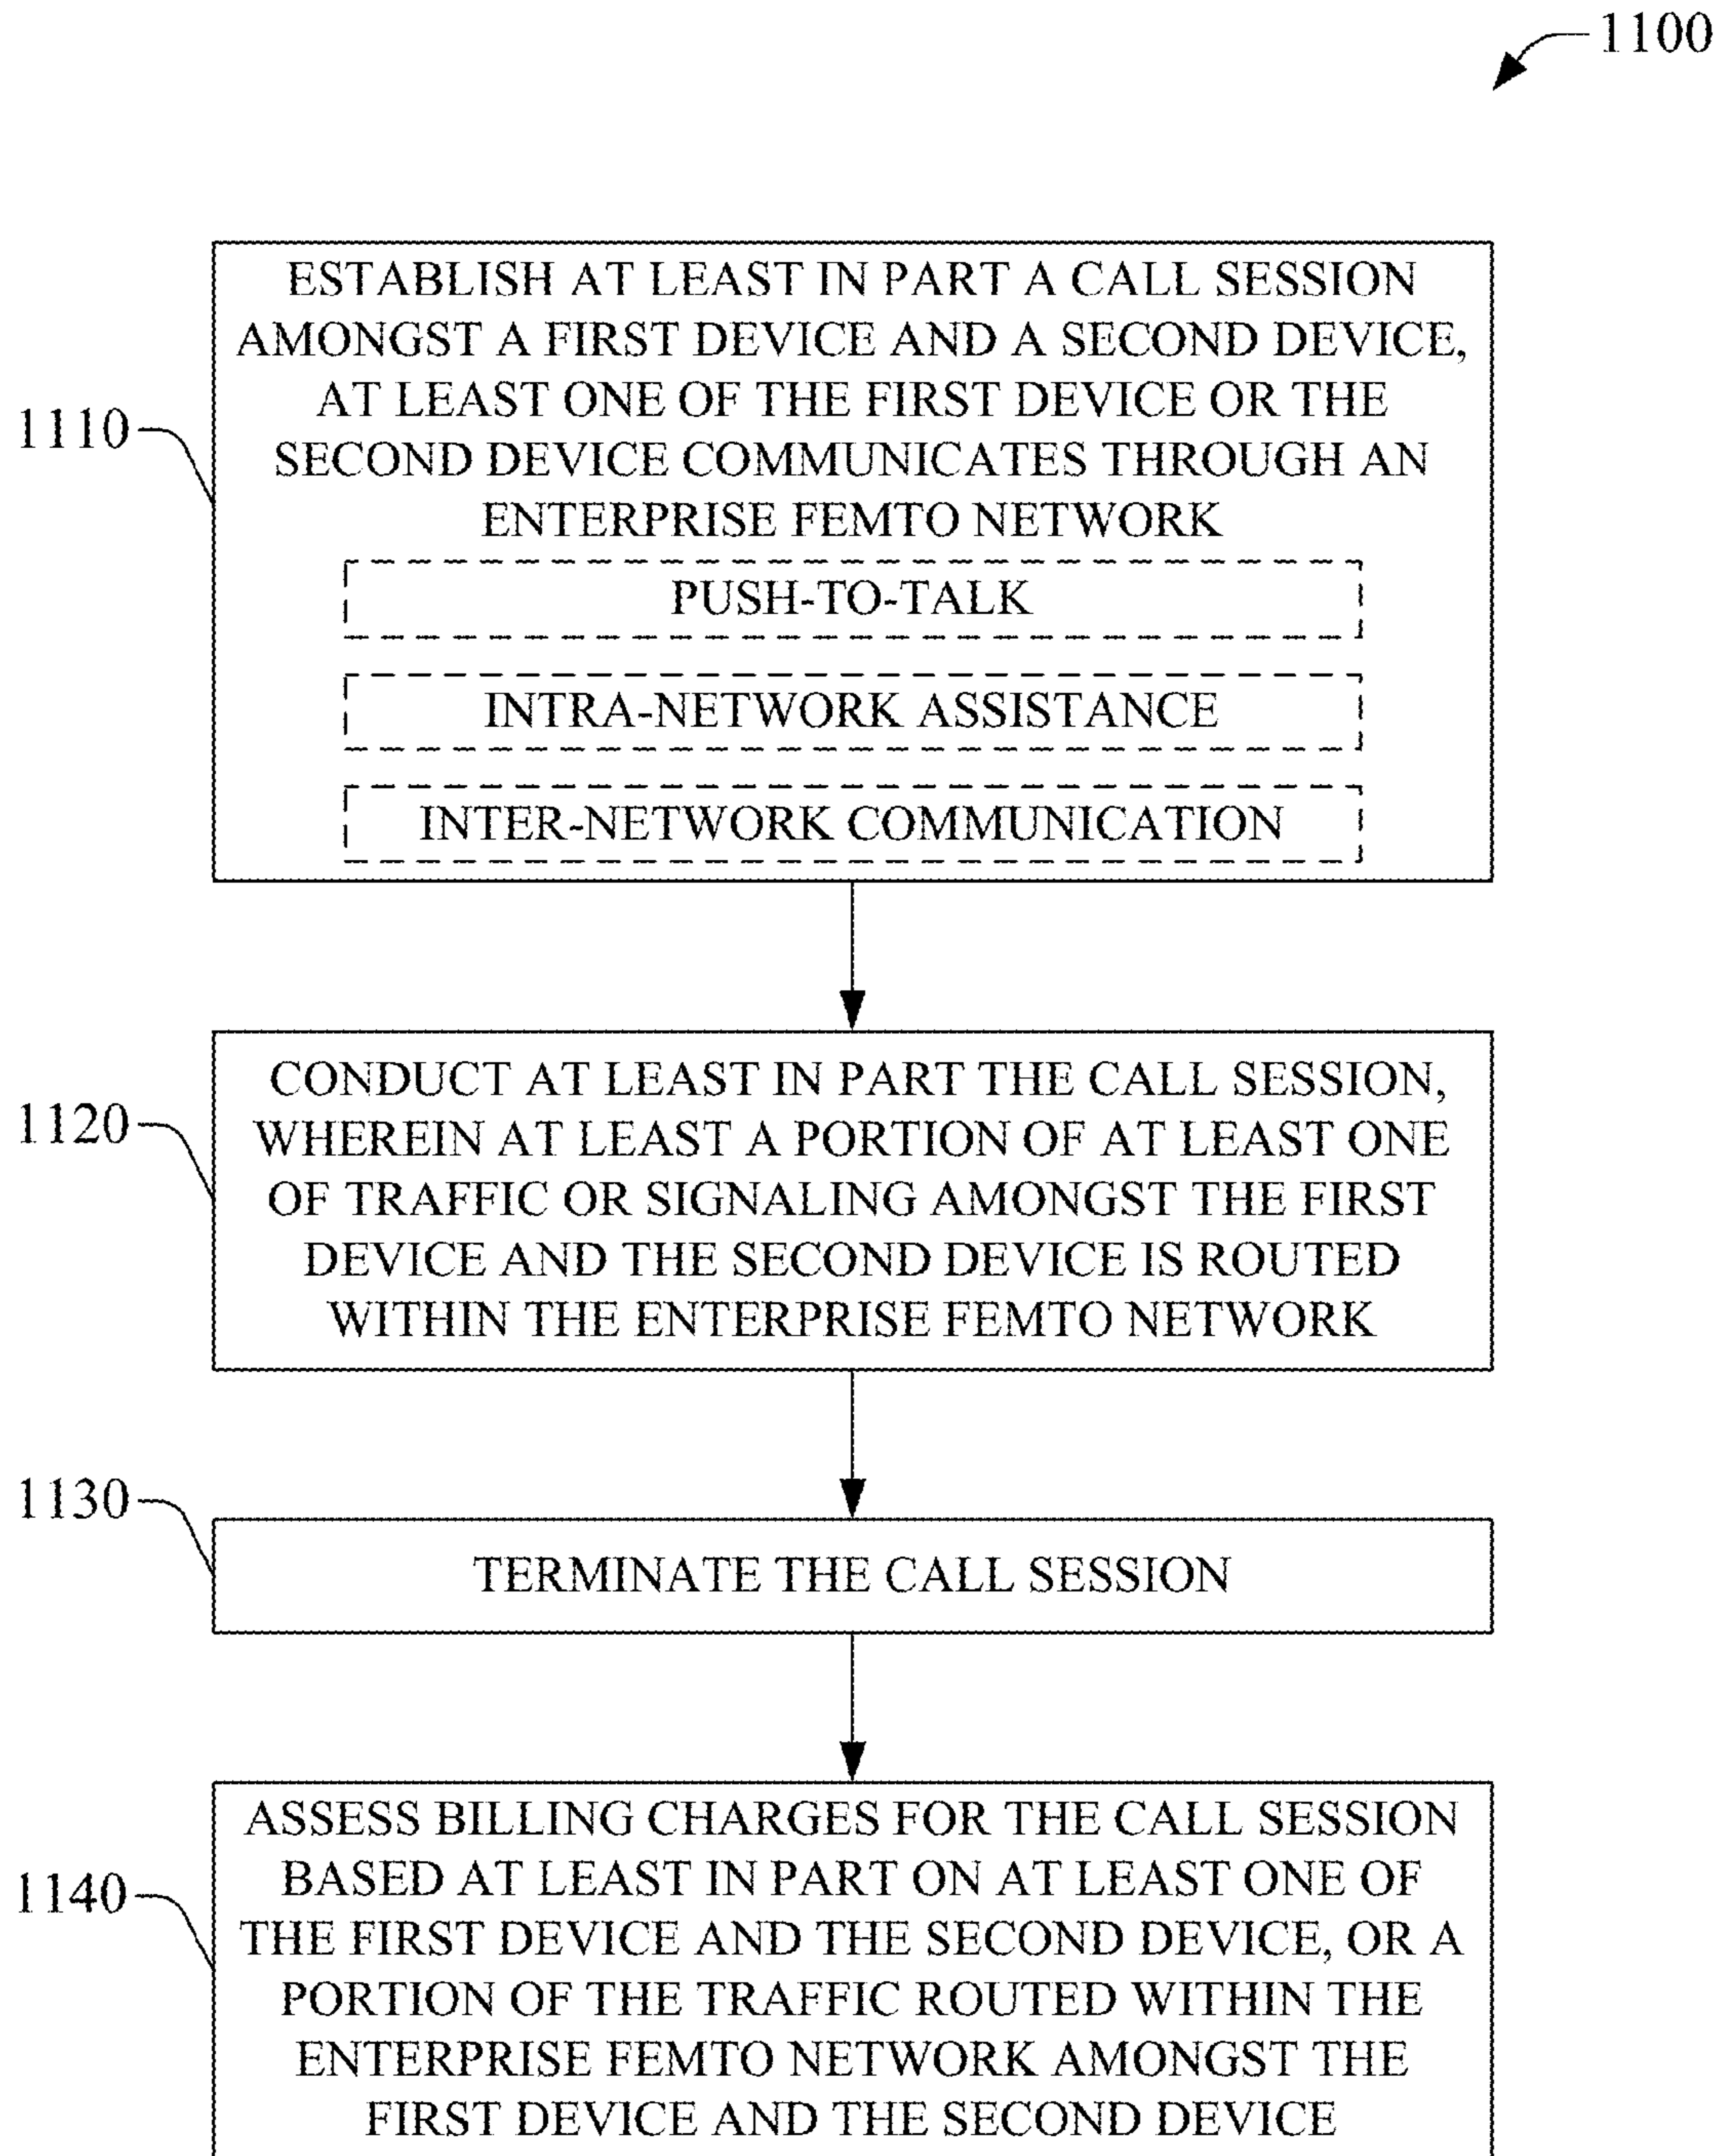 1100
1110
ESTABLISH AT LEAST IN PART A CALL SESSION
AMONGST A FIRST DEVICE AND A SECOND DEVICE,
AT LEAST ONE OF THE FIRST DEVICE OR THE
SECOND DEVICE COMMUNICATES THROUGH AN
ENTERPRISE FEMTO NETWORK
PUSH-TO-TALK
INTRA-NETWORK ASSISTANCE
INTER-NETWORK COMMUNICATION
1120
CONDUCT AT LEAST IN PART THE CALL SESSION,
WHEREIN AT LEAST A PORTION OF AT LEAST ONE
OF TRAFFIC OR SIGNALING AMONGST THE FIRST
DEVICE AND THE SECOND DEVICE IS ROUTED
WITHIN THE ENTERPRISE FEMTO NETWORK
1130
TERMINATE THE CALL SESSION
1140
ASSESS BILLING CHARGES FOR THE CALL SESSION
BASED AT LEAST IN PART ON AT LEAST ONE OF
THE FIRST DEVICE AND THE SECOND DEVICE, OR A
PORTION OF THE TRAFFIC ROUTED WITHIN THE
ENTERPRISE FEMTO NETWORK AMONGST THE
FIRST DEVICE AND THE SECOND DEVICE